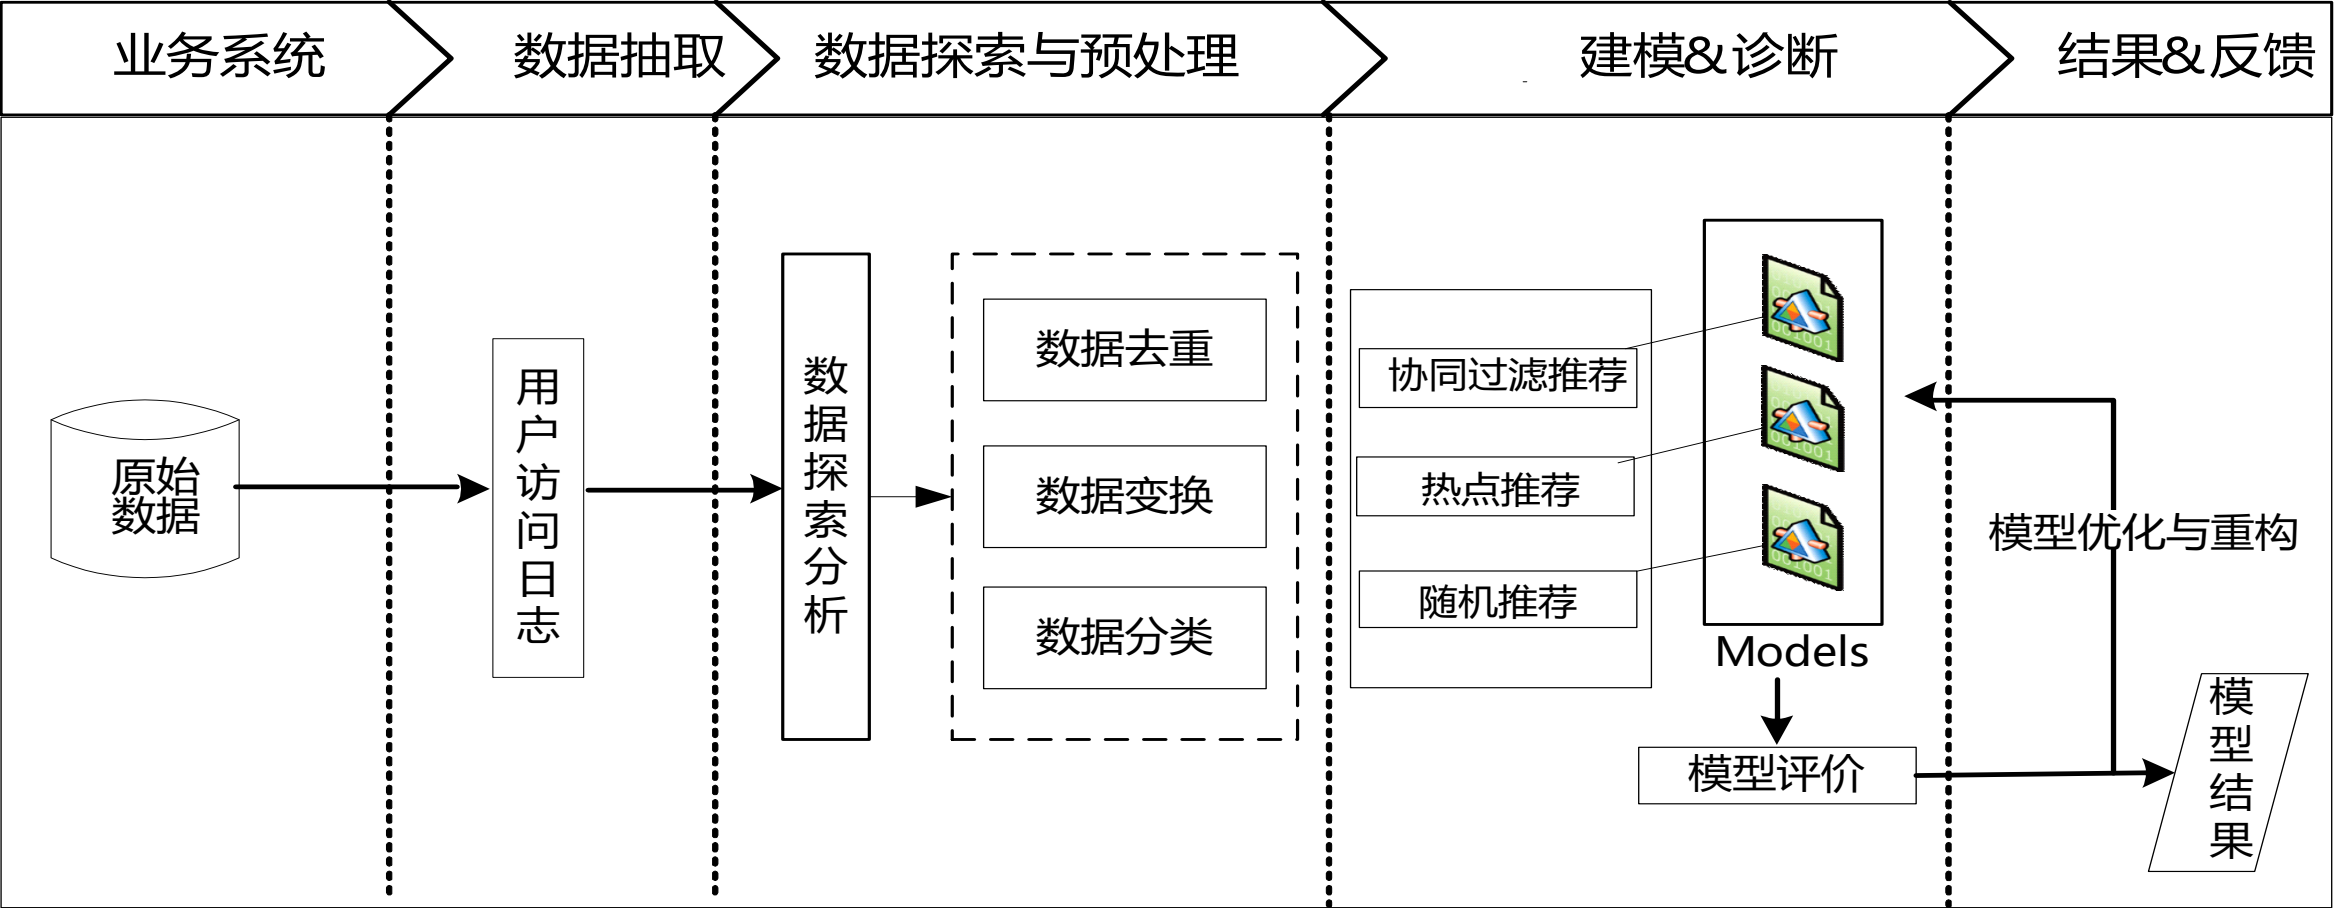 业务系统
数据抽取
数据探索与预处理
建模&诊断
结果&反馈
原始
数据
用户访问日志
数据探索分析
数据去重
数据变换
数据分类
协同过滤推荐
热点推荐
随机推荐
Models
模型评价
模型优化与重构
模型结果